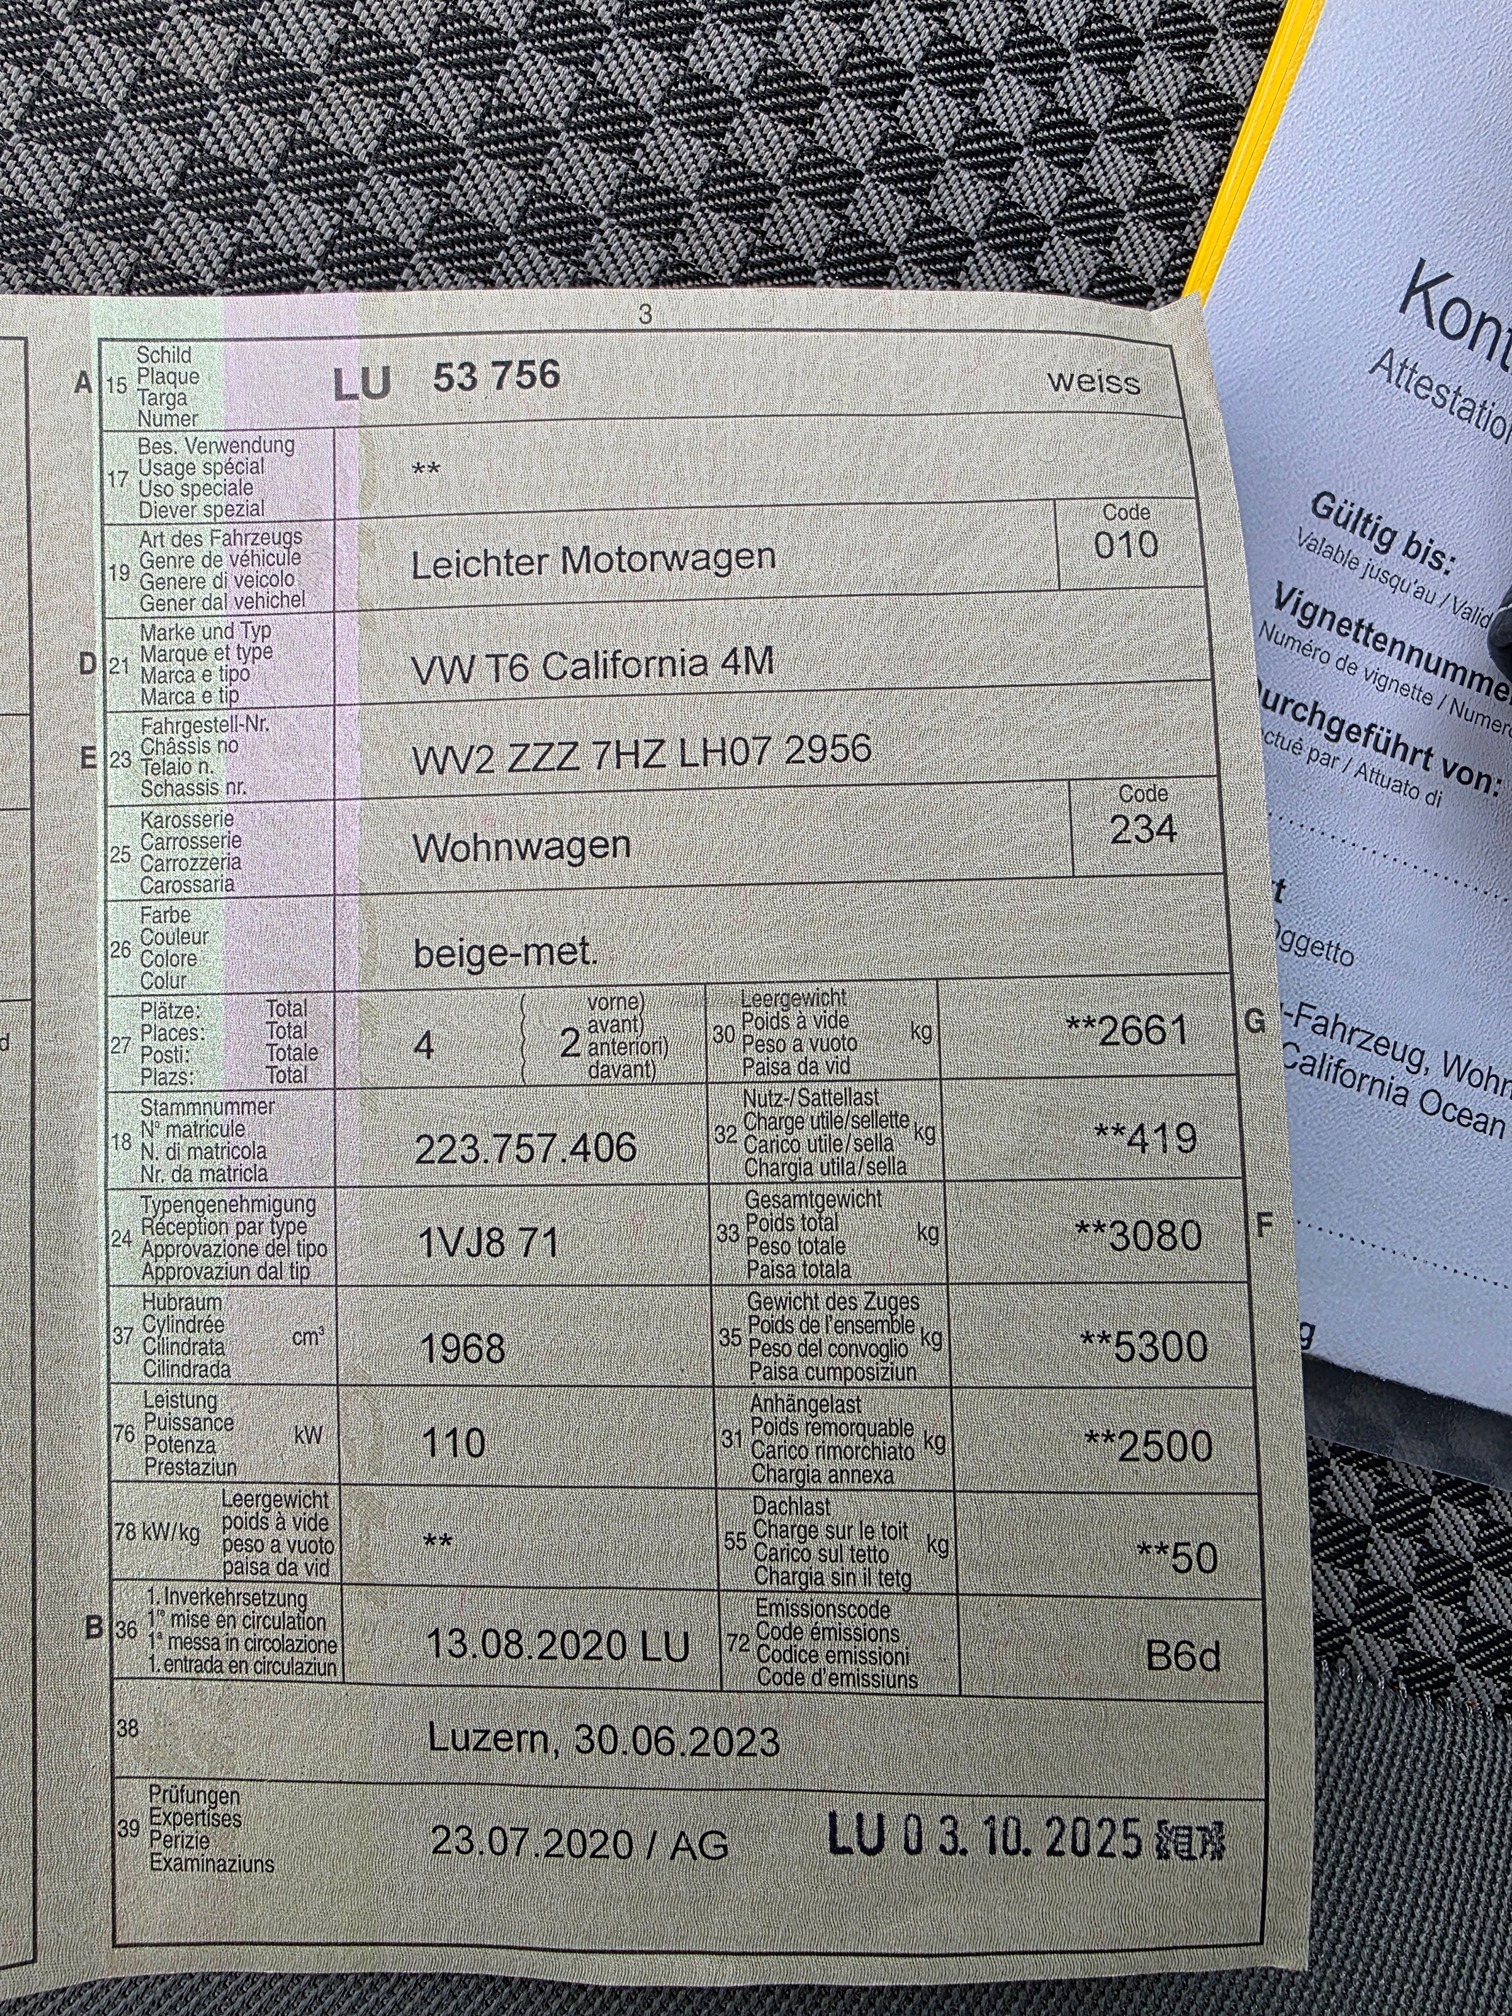 3
A 15 Schild
Plaque
Targa
Numer
LU 53 756 weiss
17 Bes. Verwendung
Usage spécial
Uso speciale
Diever spezial
**
19 Art des Fahrzeugs
Genre de véhicule
Genere di veicolo
Gener dal vehichel
Leichter Motorwagen
Code
010
D 21 Marke und Typ
Marque et type
Marca e tipo
Marca e tip
VW T6 California 4M
E 23 Fahrgestell-Nr.
Châssis no
Telaio n.
Schassis nr.
WV2 ZZZ 7HZ LH07 2956
25 Karosserie
Carrosserie
Carrozzeria
Carossaria
Wohnwagen
Code
234
26 Farbe
Couleur
Colore
Colur
beige-met.
27 Plätze: Total
Places: Total
Posti: Totale
Plazs: Total
4
( 2 vorne)
avant)
anteriori)
davant)
30 Leergewicht
Poids à vide
Peso a vuoto
Paisa da vid
kg
**2661
G
18 Stammnummer
N° matricule
N. di matricola
Nr. da matricla
223.757.406
32 Nutz-/Sattellast
Charge utile/sellette
Carico utile/sella
Chargia utila/sella
kg
**419
24 Typengenehmigung
Réception par type
Approvazione del tipo
Approvaziun dal tip
1VJ8 71
33 Gesamtgewicht
Poids total
Peso totale
Paisa totala
kg
**3080
F
37 Hubraum
Cylindrée
Cilindrata
Cilindrada
cm³
1968
35 Gewicht des Zuges
Poids de l'ensemble
Peso del convoglio
Paisa cumposiziun
kg
**5300
76 Leistung
Puissance
Potenza
Prestaziun
kW
110
31 Anhängelast
Poids remorquable
Carico rimorchiato
Chargia annexa
kg
**2500
78 kW/kg Leergewicht
poids à vide
peso a vuoto
paisa da vid
**
55 Dachlast
Charge sur le toit
Carico sul tetto
Chargia sin il tetg
kg
**50
B 36 1. Inverkehrsetzung
1re mise en circulation
1a messa in circolazione
1. entrada en circulaziun
13.08.2020 LU
72 Emissionscode
Code émissions
Codice emissioni
Code d'emissiuns
B6d
38 Luzern, 30.06.2023
39 Prüfungen
Expertises
Perizie
Examinaziuns
23.07.2020 / AG
LU 03.10.2025
Kont
Attestation
Gültig bis:
Valable jusqu'au / Valid
Vignettennumme
Numéro de vignette / Numero
urchgeführt von:
ctué par / Attuato di
t
Oggetto
-Fahrzeug, Wohn
California Ocean
g
d